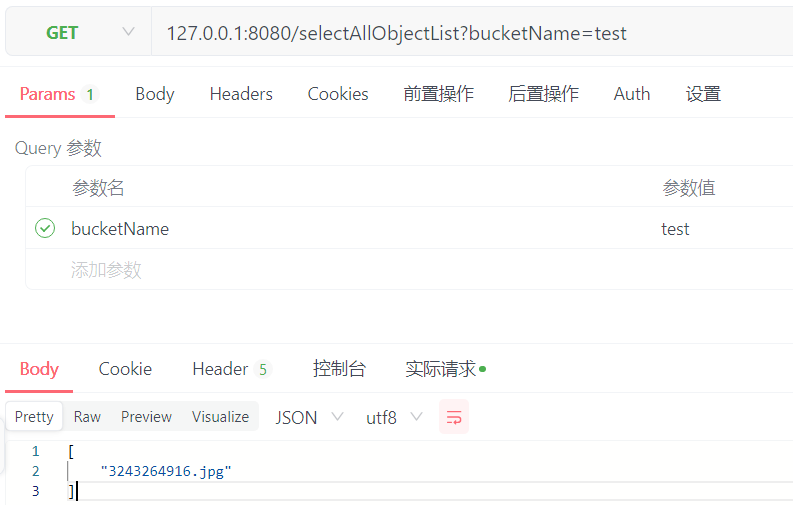 GET 127.0.0.1:8080/selectAllObjectList?bucketName=test
Params 1 Body Headers Cookies 前置操作 后置操作 Auth 设置
Query 参数
参数名 参数值
bucketName test
添加参数
Body Cookie Header 5 控制台 实际请求
Pretty Raw Preview Visualize JSON utf8
1 [
2 "3243264916.jpg"
3 ]